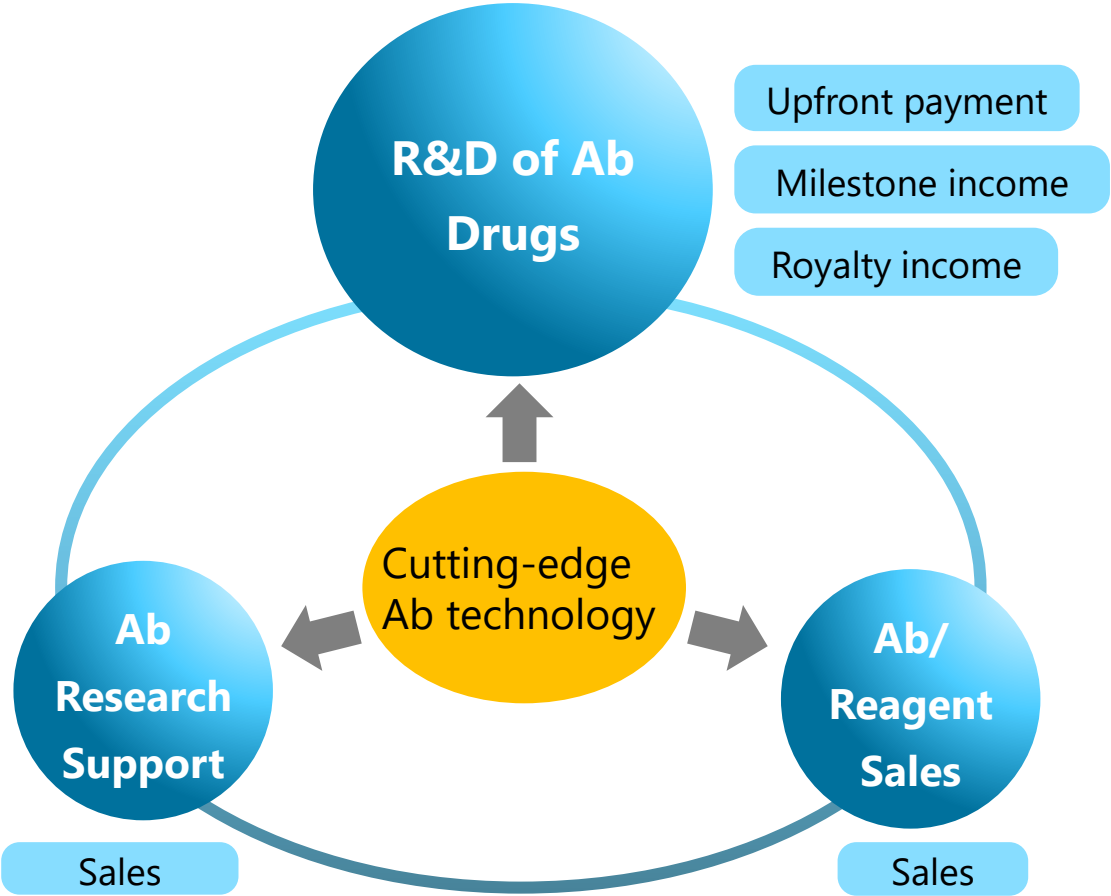 R&D of Ab
Drugs
Upfront payment
Milestone income
Royalty income
Cutting-edge
Ab technology
Ab
Research
Support
Sales
Ab/
Reagent
Sales
Sales